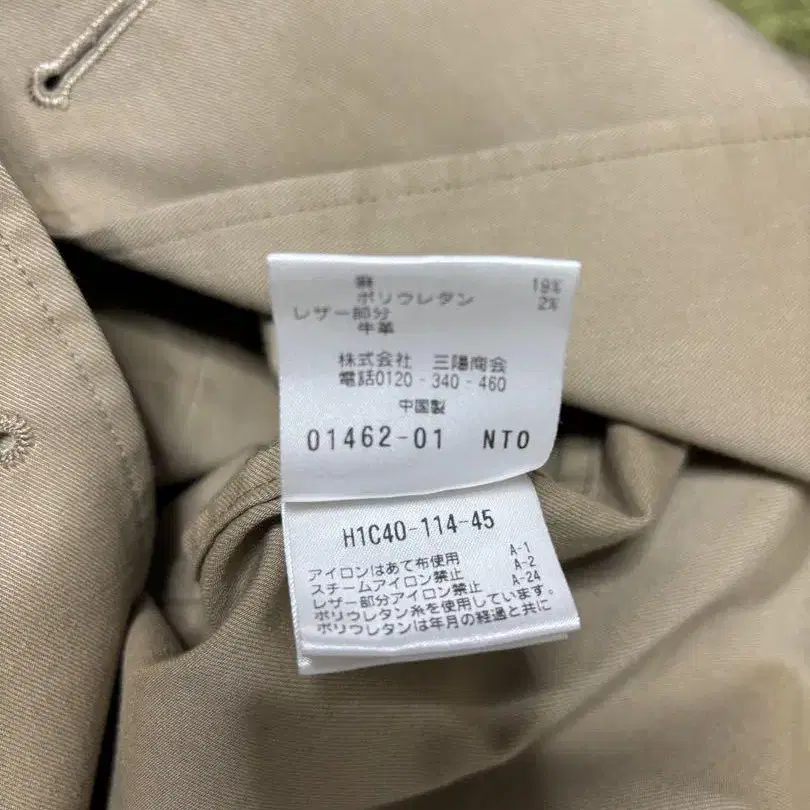 麻 19%
ポリウレタン 2%
レザー部分
牛革
株式会社 三陽商会
電話0120-340-460
中国製
01462-01 NTO
H1C40-114-45
アイロンはあて布使用 A-1
スチームアイロン禁止 A-2
レザー部分アイロン禁止 A-24
ポリウレタン糸を使用しています。
ポリウレタンは年月の経過と共に